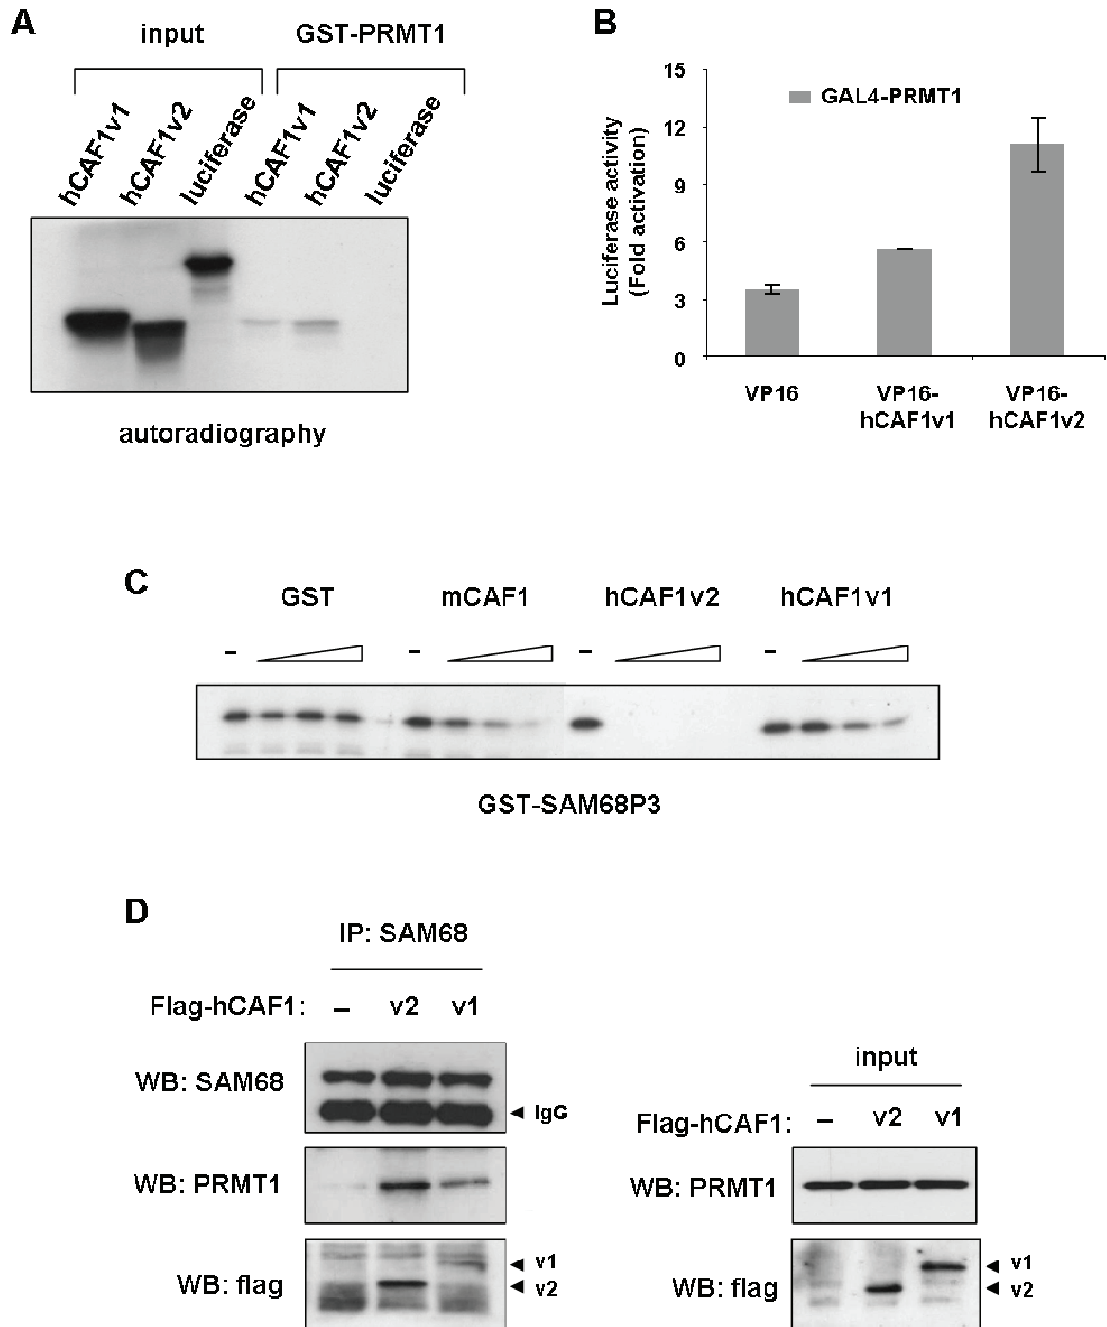 A
input GST-PRMT1
hCAF1v1 hCAF1v2 luciferase hCAF1v1 hCAF1v2 luciferase
autoradiography
B
15
12
9
6
3
0
Luciferase activity
(Fold activation)
GAL4-PRMT1
VP16 VP16- VP16-
hCAF1v1 hCAF1v2
C
GST mCAF1 hCAF1v2 hCAF1v1
– – – –
GST-SAM68P3
D
IP: SAM68
Flag-hCAF1: – v2 v1
WB: SAM68
IgG
WB: PRMT1
WB: flag
v1
v2
input
Flag-hCAF1: – v2 v1
WB: PRMT1
WB: flag
v1
v2